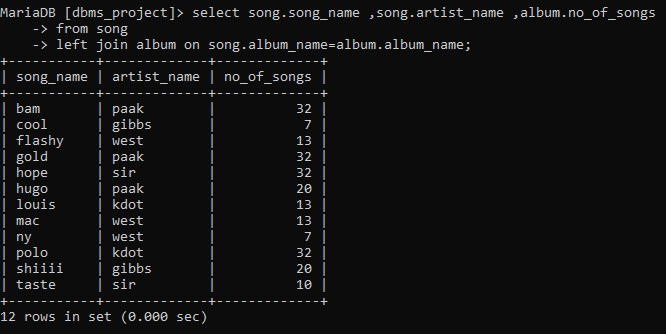 MariaDB [dbms_project]> select song.song_name ,song.artist_name ,album.no_of_songs
    -> from song
    -> left join album on song.album_name=album.album_name;
+-----------+-------------+-------------+
| song_name | artist_name | no_of_songs |
+-----------+-------------+-------------+
| bam       | paak        |          32 |
| cool      | gibbs       |           7 |
| flashy    | west        |          13 |
| gold      | paak        |          32 |
| hope      | sir         |          32 |
| hugo      | paak        |          20 |
| louis     | kdot        |          13 |
| mac       | west        |          13 |
| ny        | west        |           7 |
| polo      | kdot        |          32 |
| shiiii    | gibbs       |          20 |
| taste     | sir         |          10 |
+-----------+-------------+-------------+
12 rows in set (0.000 sec)